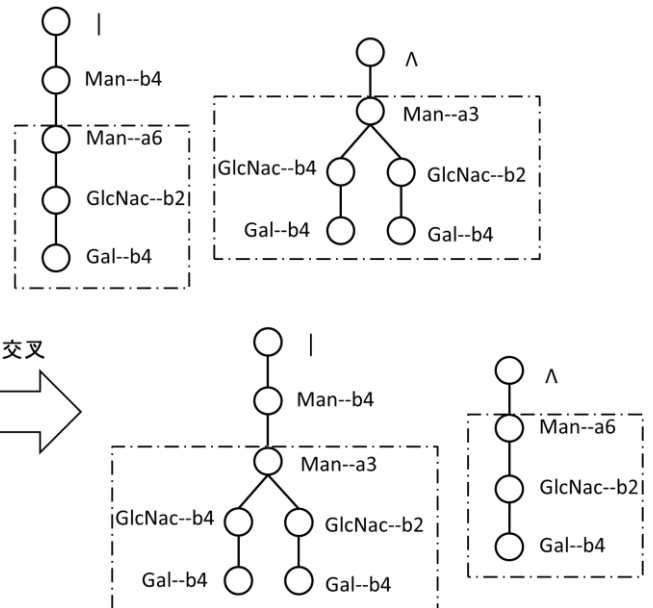 |
Man--b4
Man--a6
GlcNac--b2
Gal--b4
Λ
Man--a3
GlcNac--b4 GlcNac--b2
Gal--b4 Gal--b4
交叉
|
Man--b4
Man--a3
GlcNac--b4 GlcNac--b2
Gal--b4 Gal--b4
Λ
Man--a6
GlcNac--b2
Gal--b4